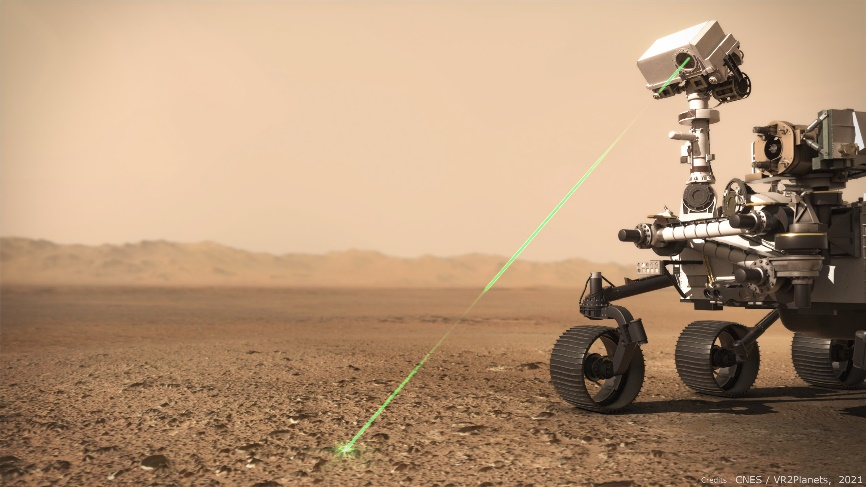 Credits CNES / VR2Planets, 2021